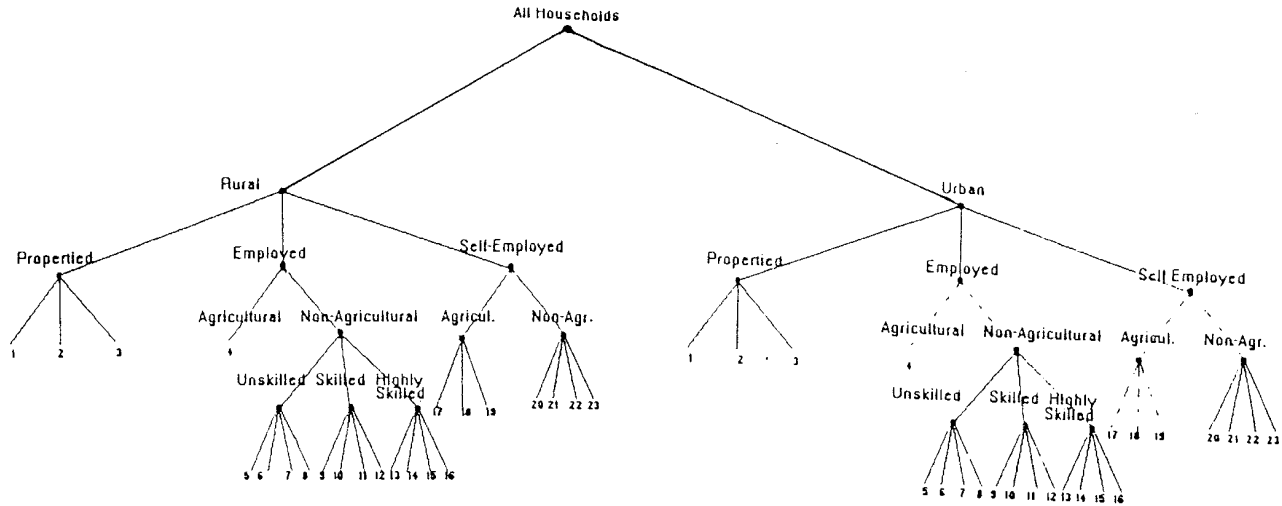 All Households
Rural
Urban
Propertied
Employed
Self-Employed
Propertied
Employed
Self Employed
Agricultural
Non-Agricultural
Agricul.
Non-Agr.
Agricultural
Non-Agricultural
Agricul.
Non-Agr.
1 2 3
4
1 2 3
4
Unskilled Skilled Highly
Skilled
Unskilled Skilled Highly
Skilled
17 18 19
20 21 22 23
17 18 19
20 21 22 23
5 6 7 8 9 10 11 12 13 14 15 16
5 6 7 8 9 10 11 12 13 14 15 16